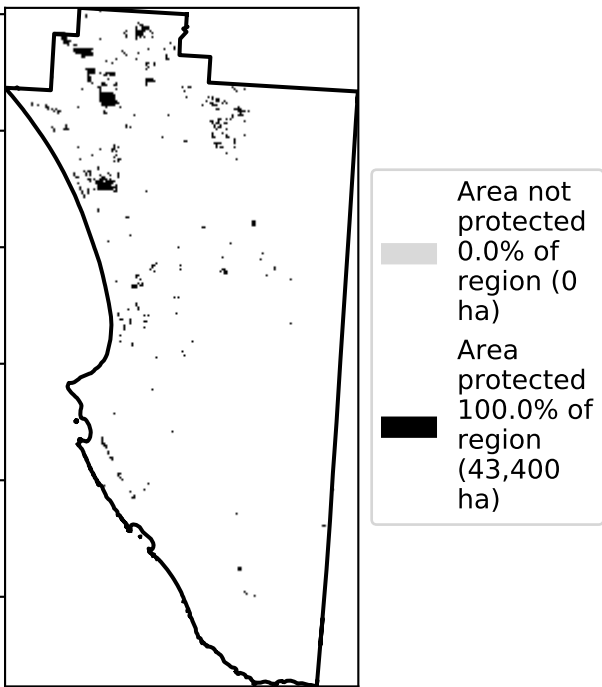 Area not
protected
0.0% of
region (0
ha)
Area
protected
100.0% of
region
(43,400
ha)